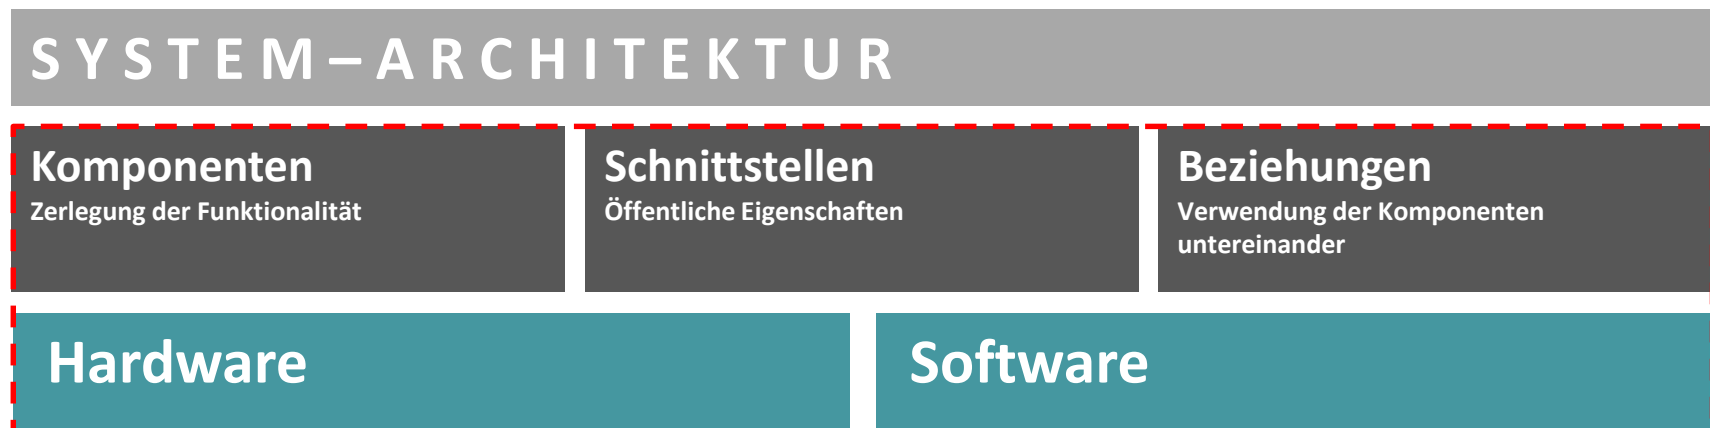 SYSTEM–ARCHITEKTUR
Komponenten
Zerlegung der Funktionalität
Schnittstellen
Öffentliche Eigenschaften
Beziehungen
Verwendung der Komponenten
untereinander
Hardware
Software